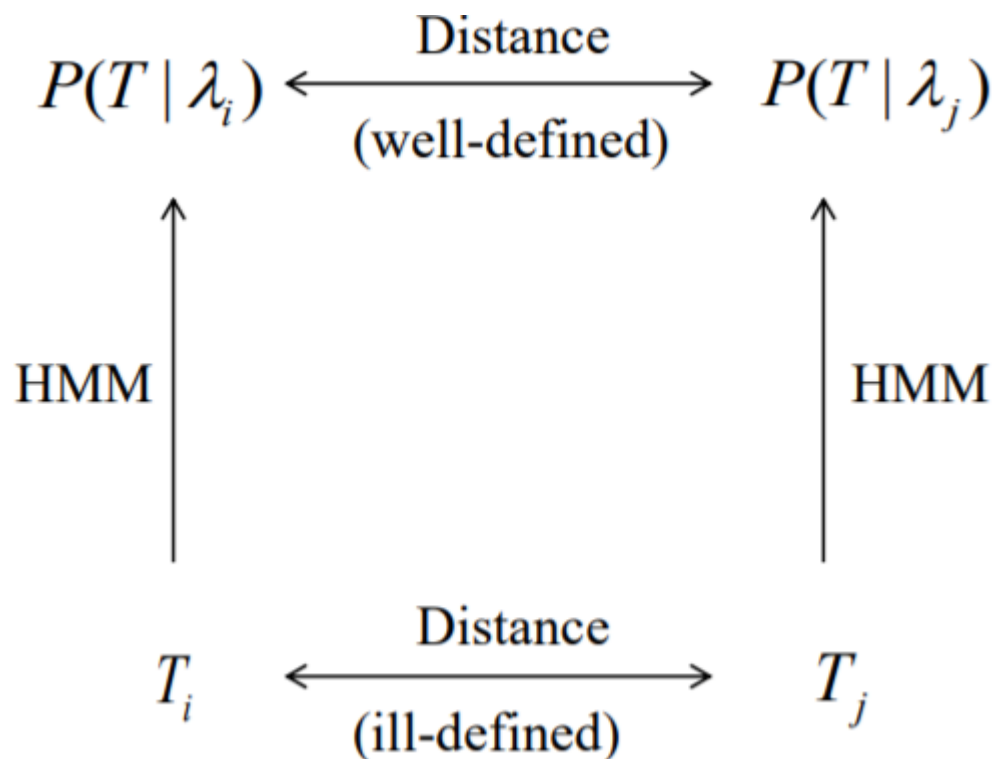 Distance
P(T | λ_i) P(T | λ_j)
(well-defined)
HMM HMM
Distance
T_i T_j
(ill-defined)